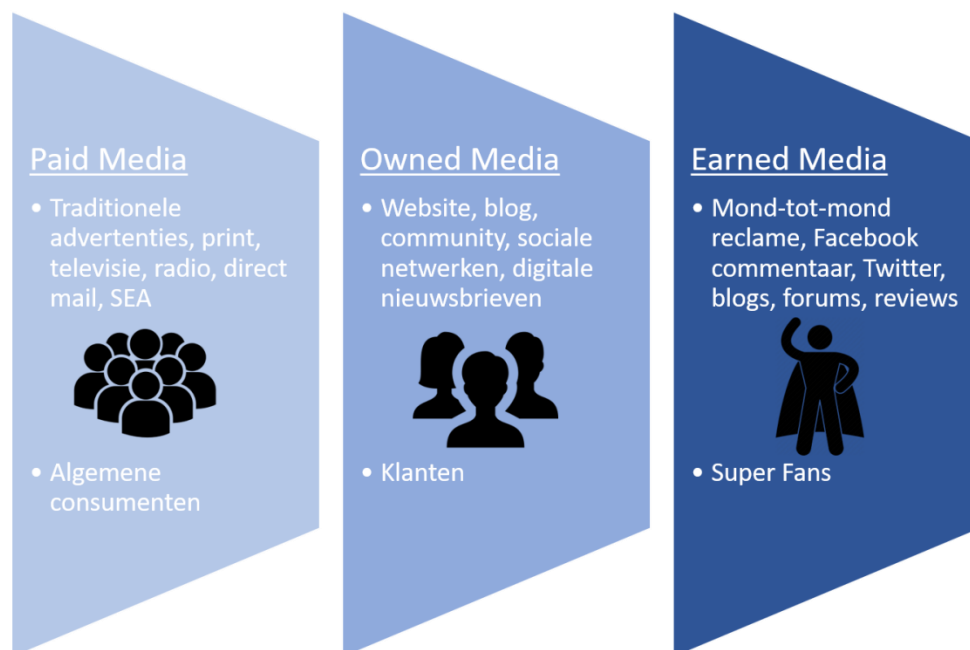 Paid Media
• Traditionele
advertenties, print,
televisie, radio, direct
mail, SEA
• Algemene
consumenten
Owned Media
• Website, blog,
community, sociale
netwerken, digitale
nieuwsbrieven
• Klanten
Earned Media
• Mond-tot-mond
reclame, Facebook
commentaar, Twitter,
blogs, forums, reviews
• Super Fans